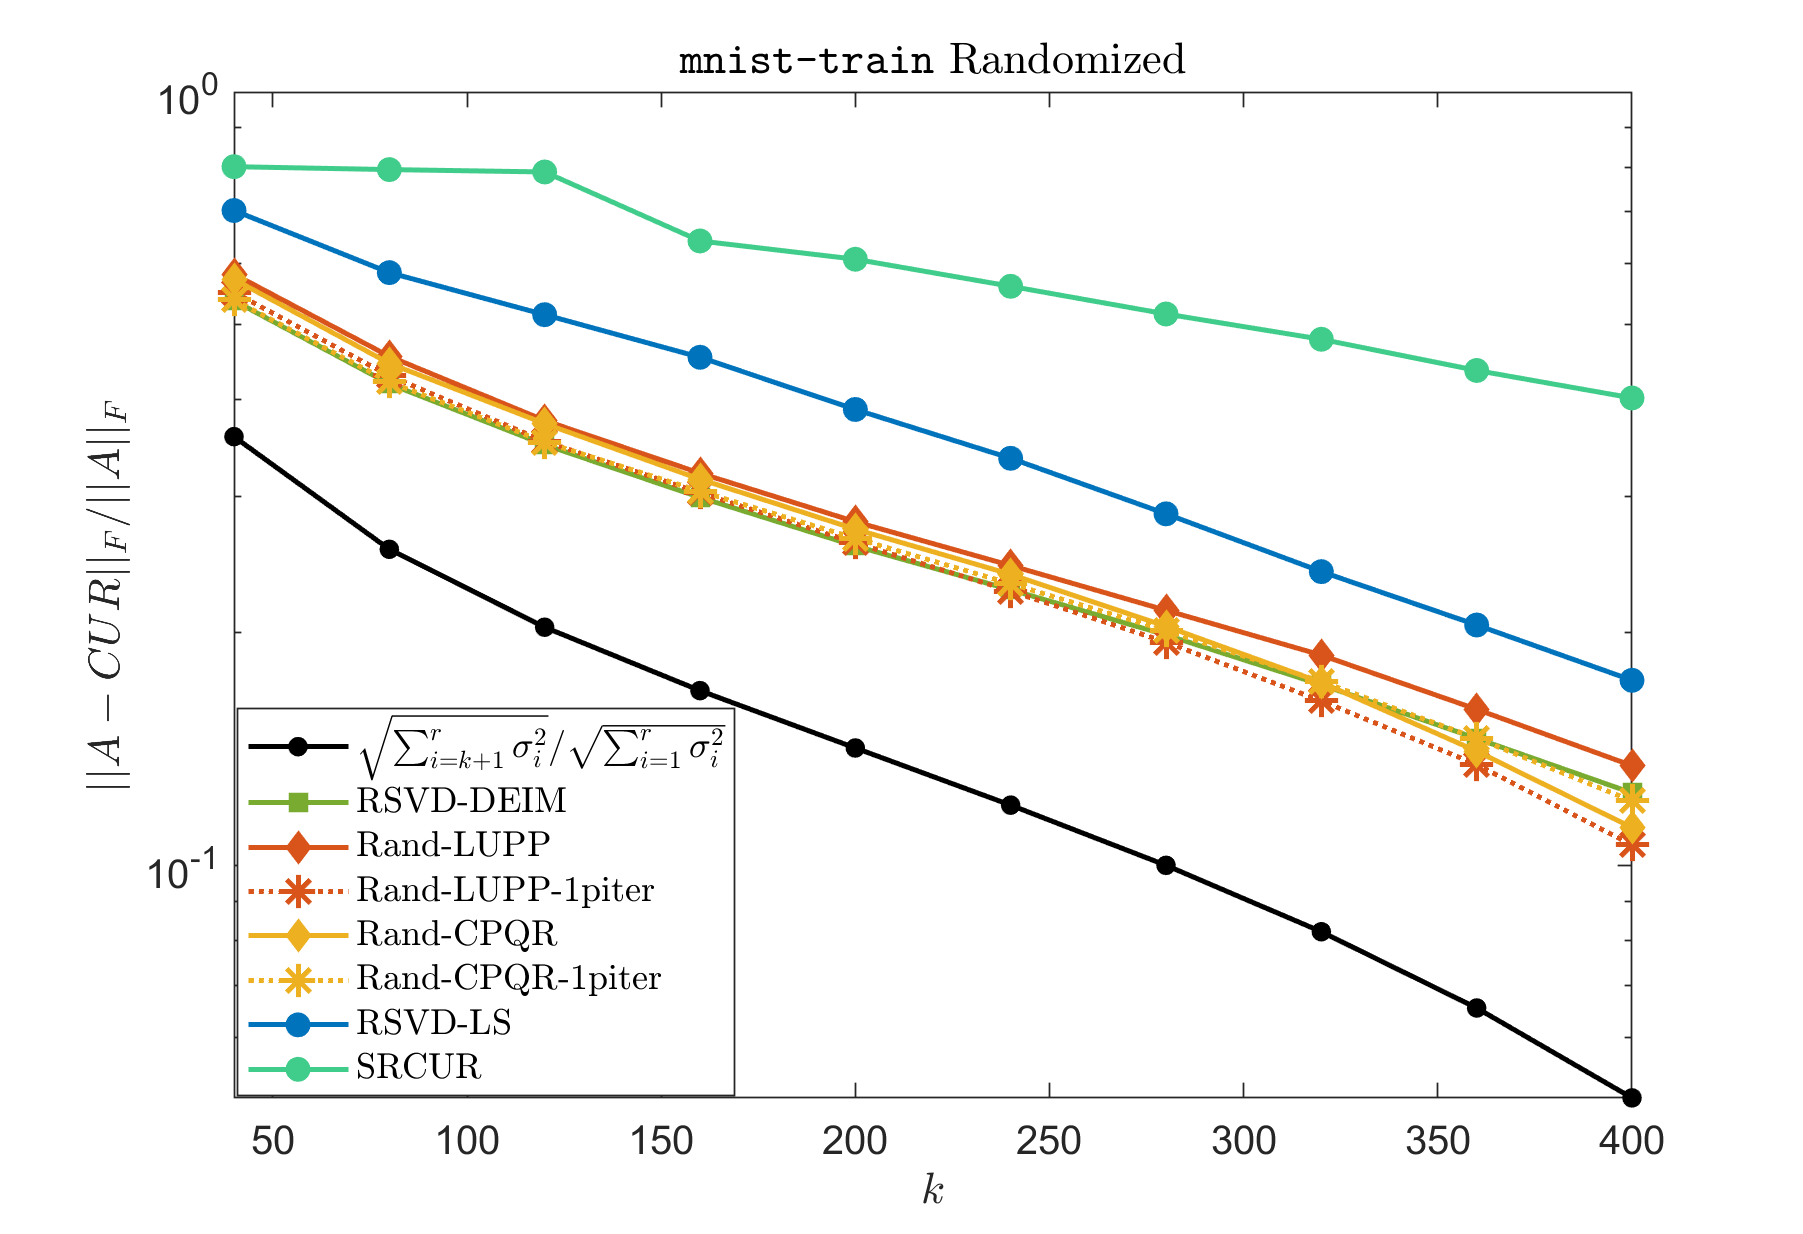 mnist-train Randomized
10^0
10^-1
||A − CUR||_F/||A||_F
√∑^r_{i=k+1} σ_i^2/√∑^r_{i=1} σ_i^2
RSVD-DEIM
Rand-LUPP
Rand-LUPP-1piter
Rand-CPQR
Rand-CPQR-1piter
RSVD-LS
SRCUR
50 100 150 200 250 300 350 400
k